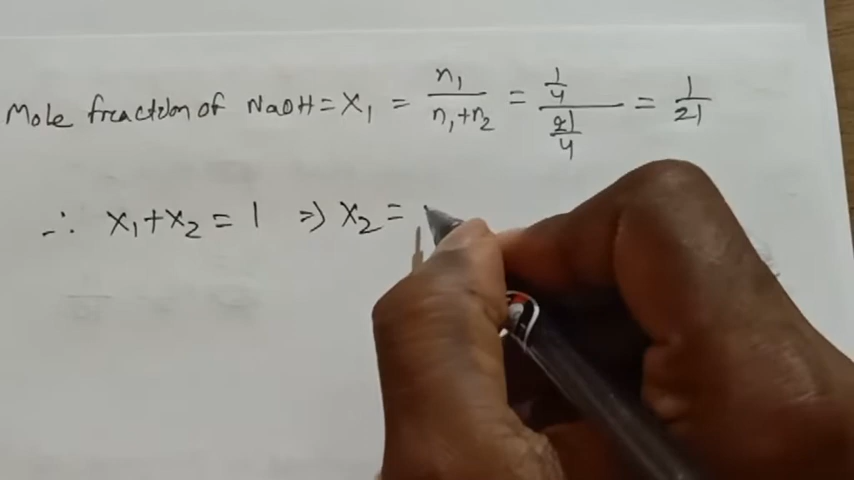 Mole fraction of NaOH = X₁ = n₁/(n₁+n₂) = (1/4)/(21/4) = 1/21
∴ X₁+X₂ = 1 ⇒ X₂ =